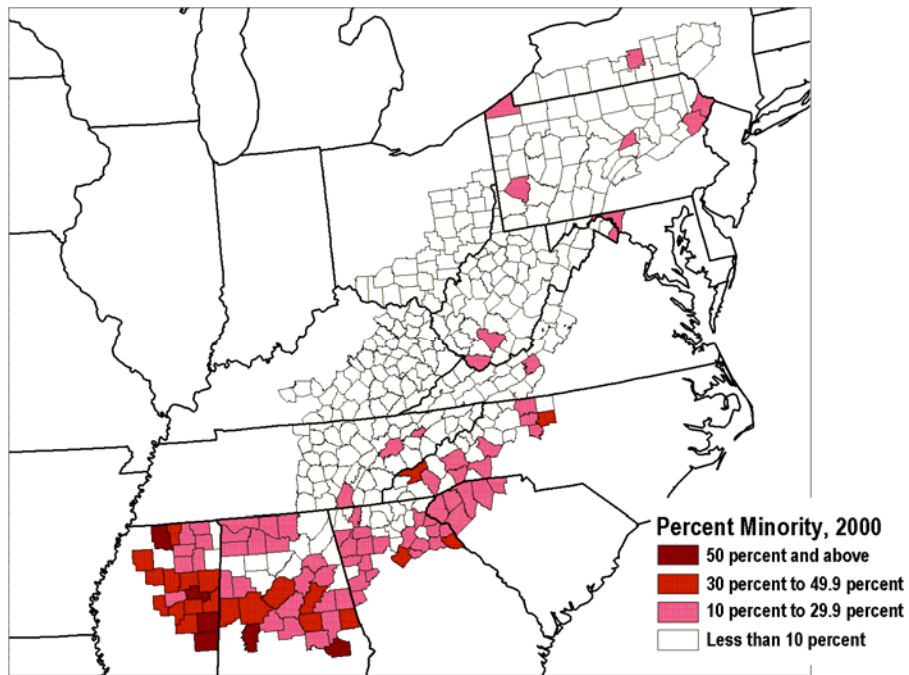 Percent Minority, 2000
50 percent and above
30 percent to 49.9 percent
10 percent to 29.9 percent
Less than 10 percent